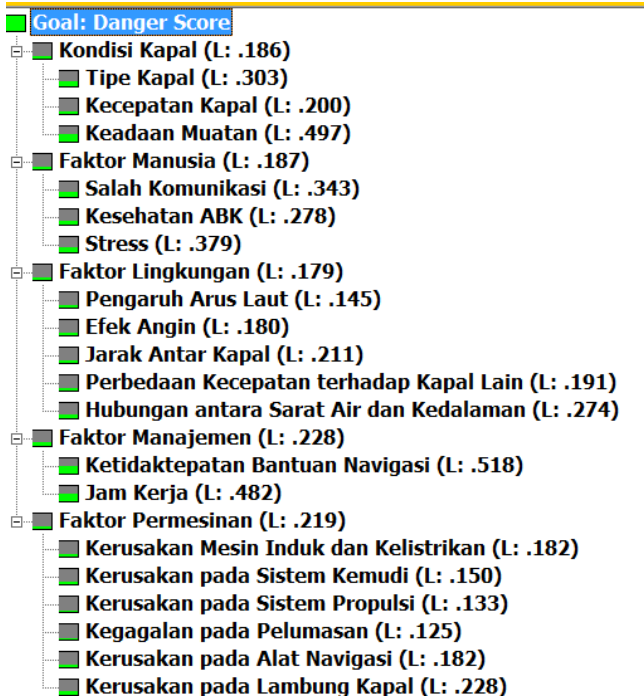 Goal: Danger Score
Kondisi Kapal (L: .186)
Tipe Kapal (L: .303)
Kecepatan Kapal (L: .200)
Keadaan Muatan (L: .497)
Faktor Manusia (L: .187)
Salah Komunikasi (L: .343)
Kesehatan ABK (L: .278)
Stress (L: .379)
Faktor Lingkungan (L: .179)
Pengaruh Arus Laut (L: .145)
Efek Angin (L: .180)
Jarak Antar Kapal (L: .211)
Perbedaan Kecepatan terhadap Kapal Lain (L: .191)
Hubungan antara Sarat Air dan Kedalaman (L: .274)
Faktor Manajemen (L: .228)
Ketidaktepatan Bantuan Navigasi (L: .518)
Jam Kerja (L: .482)
Faktor Permesinan (L: .219)
Kerusakan Mesin Induk dan Kelistrikan (L: .182)
Kerusakan pada Sistem Kemudi (L: .150)
Kerusakan pada Sistem Propulsi (L: .133)
Kegagalan pada Pelumasan (L: .125)
Kerusakan pada Alat Navigasi (L: .182)
Kerusakan pada Lambung Kapal (L: .228)